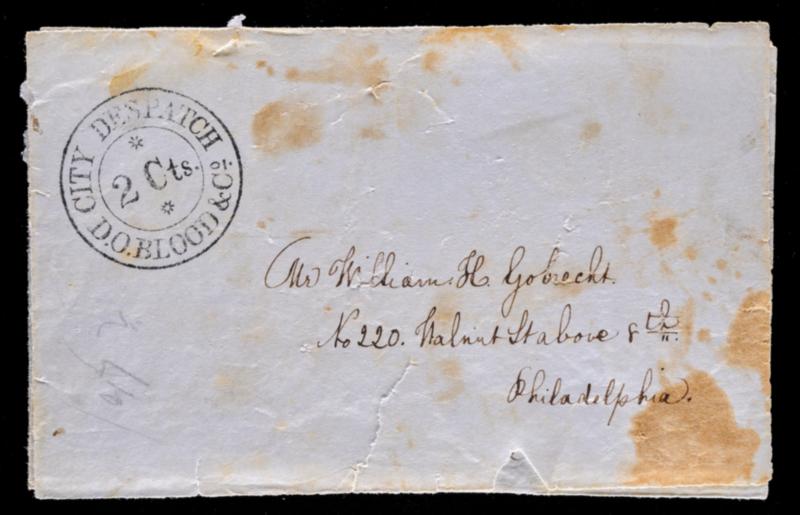 CITY DESPATCH
2 Cts.
D.O. BLOOD & Co.
Mr William. H. Gobrecht.
No 220. Walnut St above 8th.
Philadelphia.